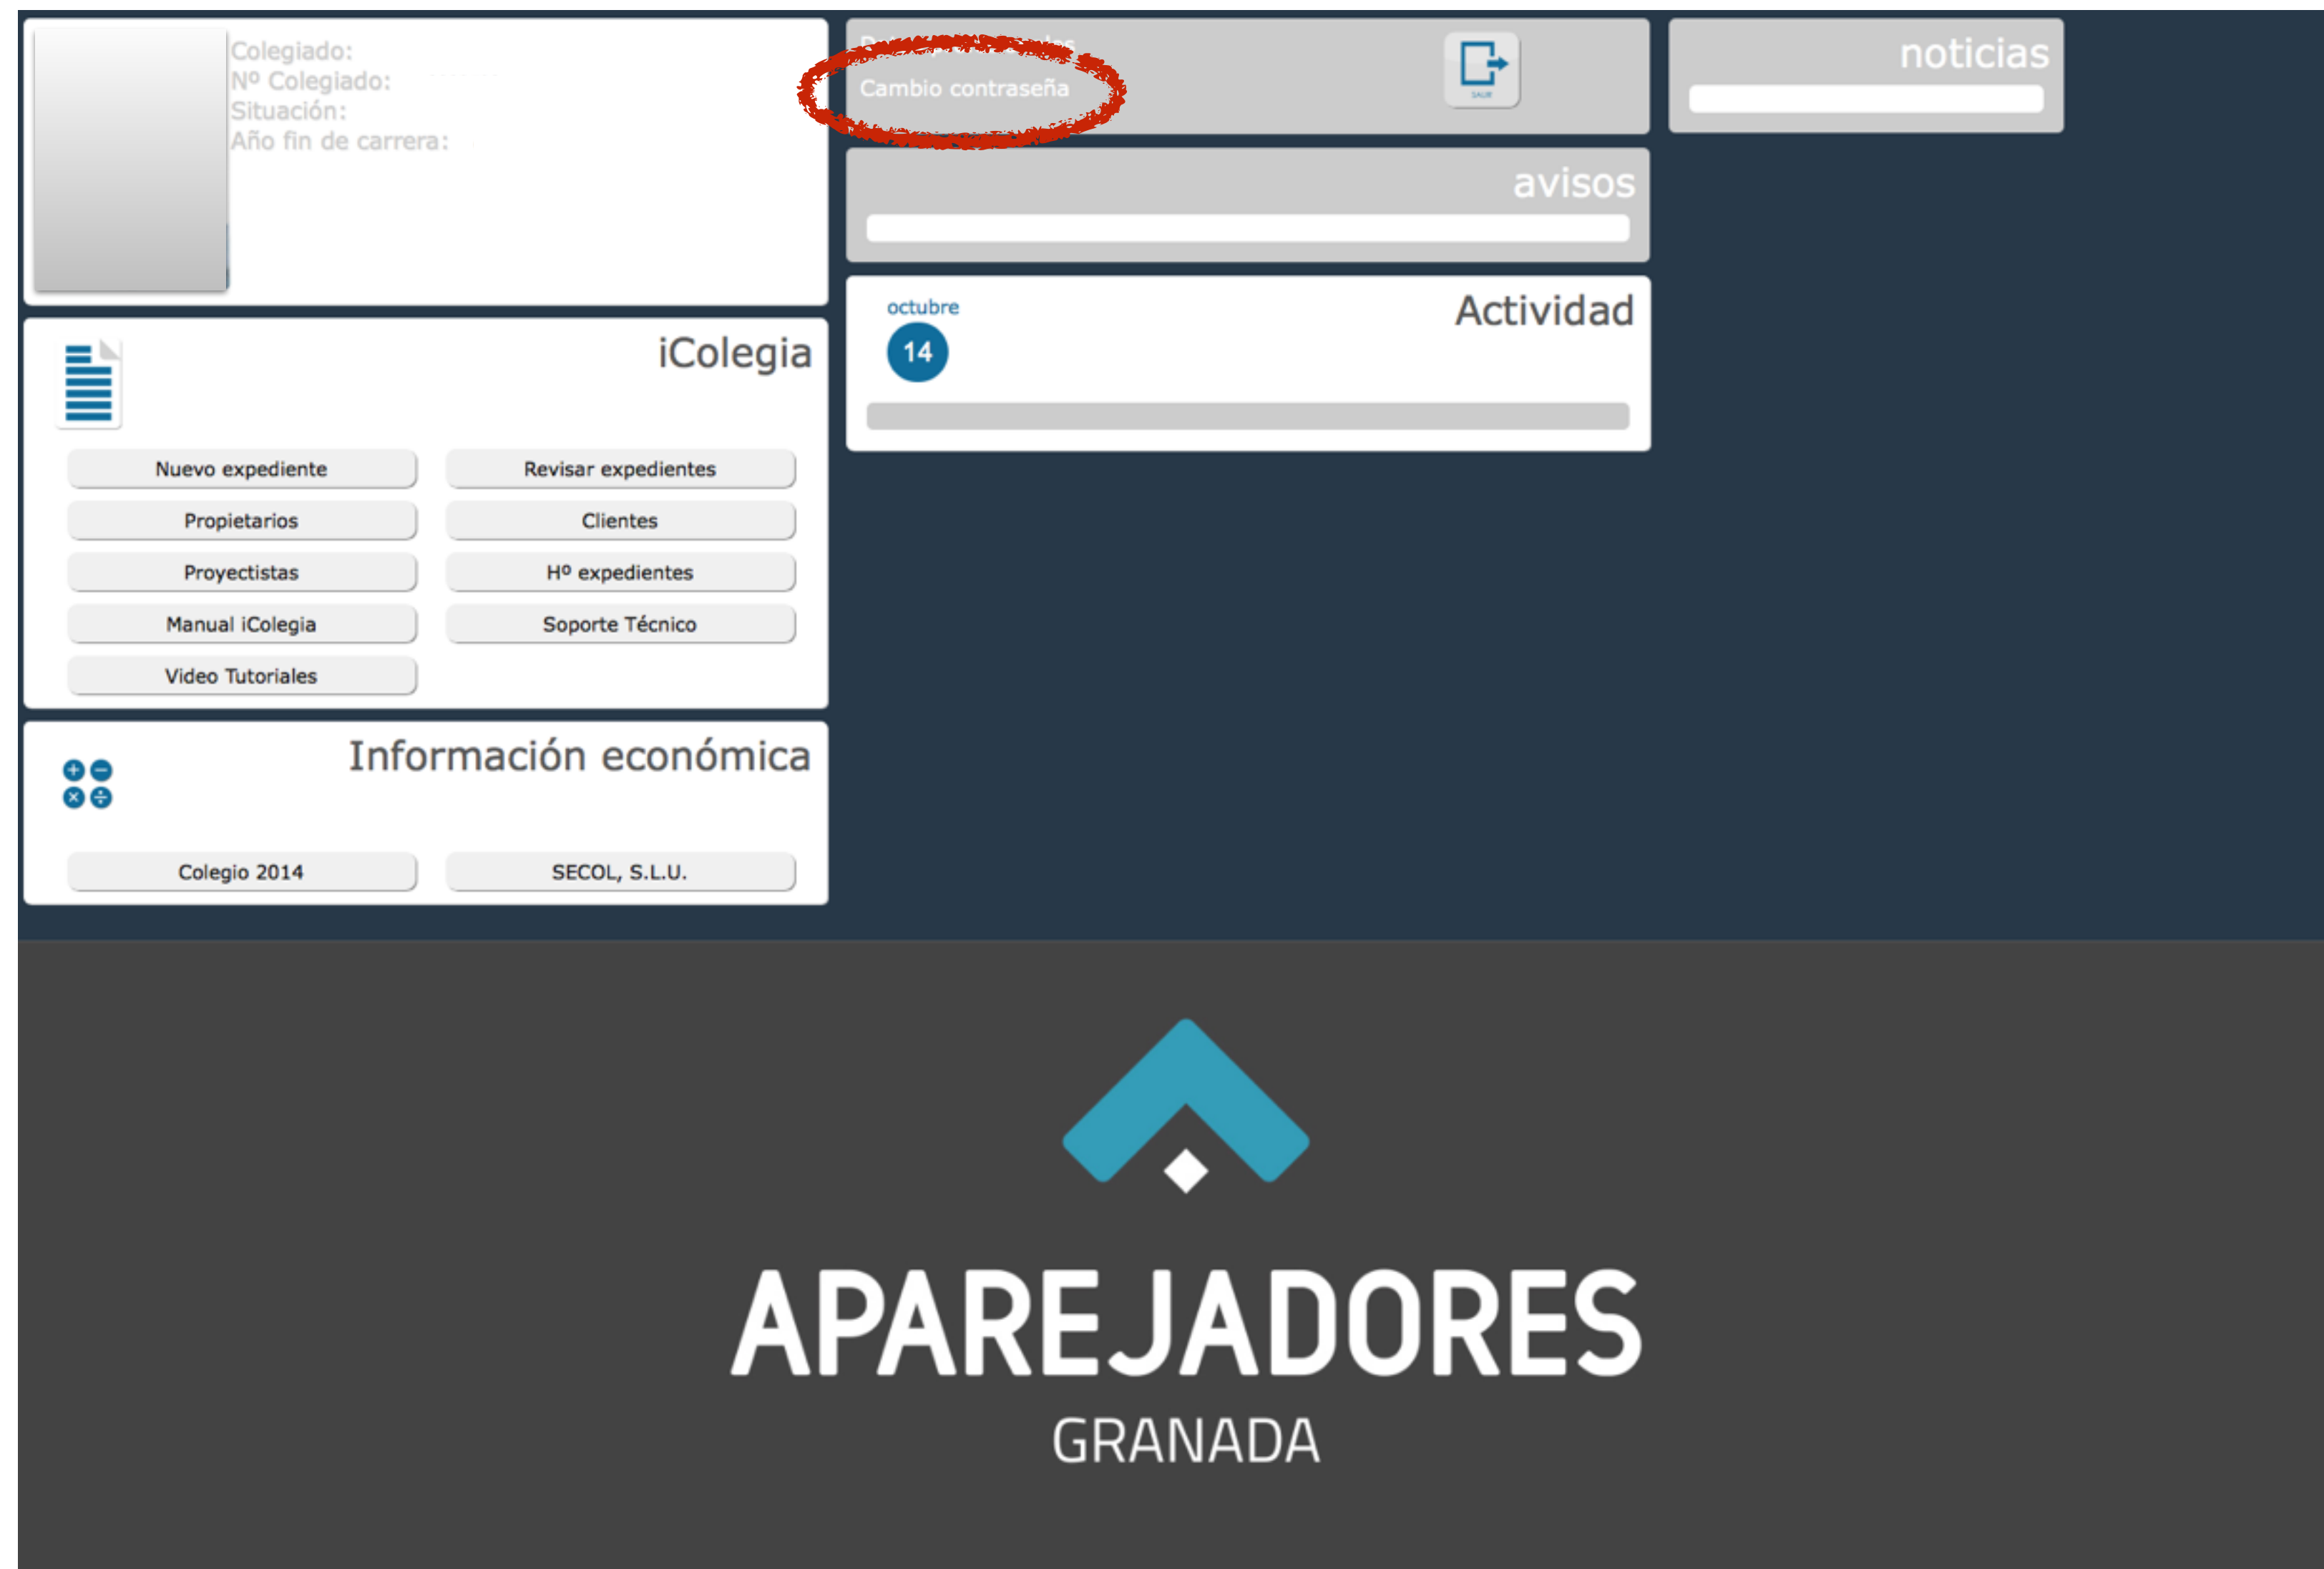 Colegiado:
Nº Colegiado:
Situación:
Año fin de carrera:
Cambio contraseña
SALIR
noticias
avisos
octubre
14
Actividad
iColegia
Nuevo expediente
Revisar expedientes
Propietarios
Clientes
Proyectistas
Hº expedientes
Manual iColegia
Soporte Técnico
Video Tutoriales
Información económica
Colegio 2014
SECOL, S.L.U.
APAREJADORES
GRANADA